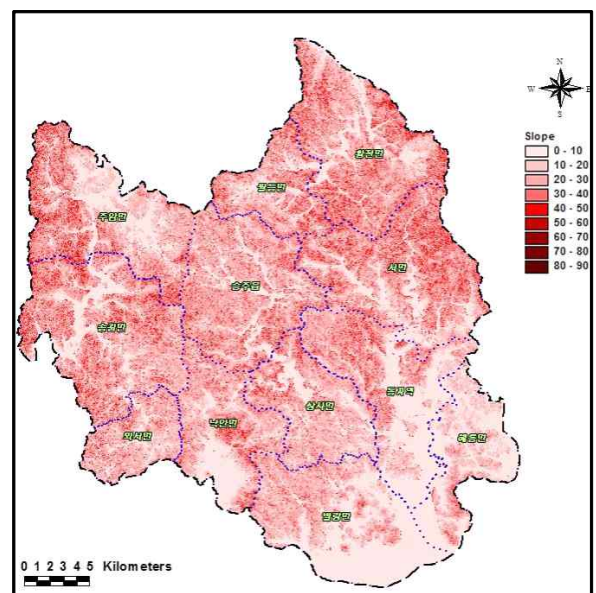 N
W E
S
Slope
0 - 10
10 - 20
20 - 30
30 - 40
40 - 50
50 - 60
60 - 70
70 - 80
80 - 90
황전면
월등면
주암면
서면
승주읍
송광면
동지역
상사면
낙안면
외서면
해룡면
별량면
0 1 2 3 4 5 Kilometers